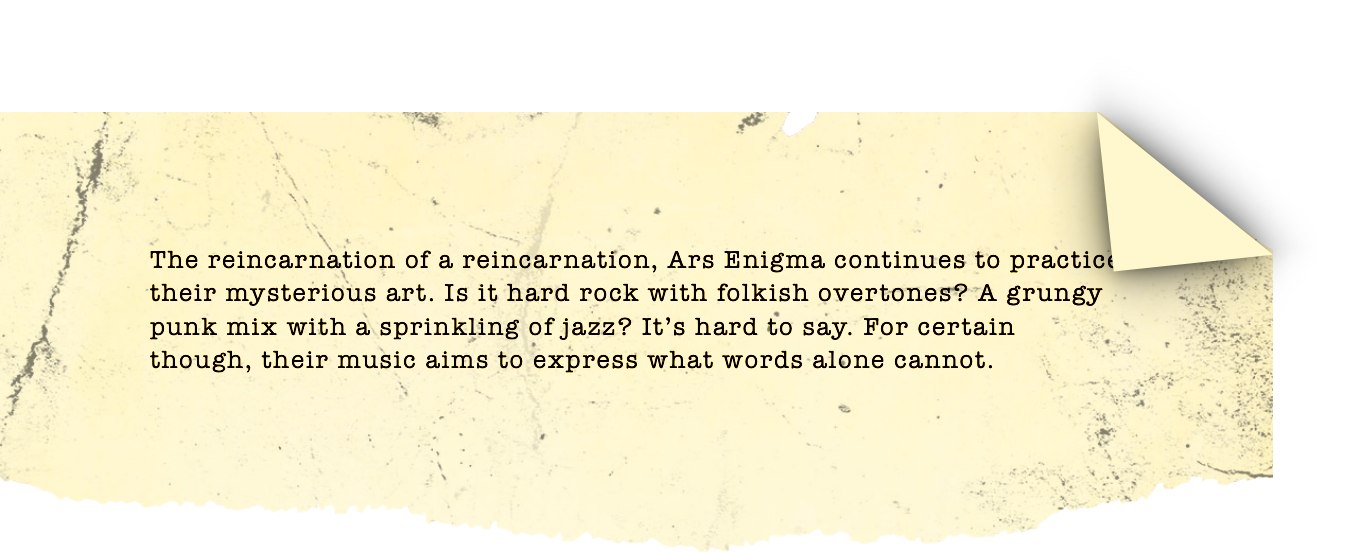 The reincarnation of a reincarnation, Ars Enigma continues to practice
their mysterious art. Is it hard rock with folkish overtones? A grungy
punk mix with a sprinkling of jazz? It’s hard to say. For certain
though, their music aims to express what words alone cannot.